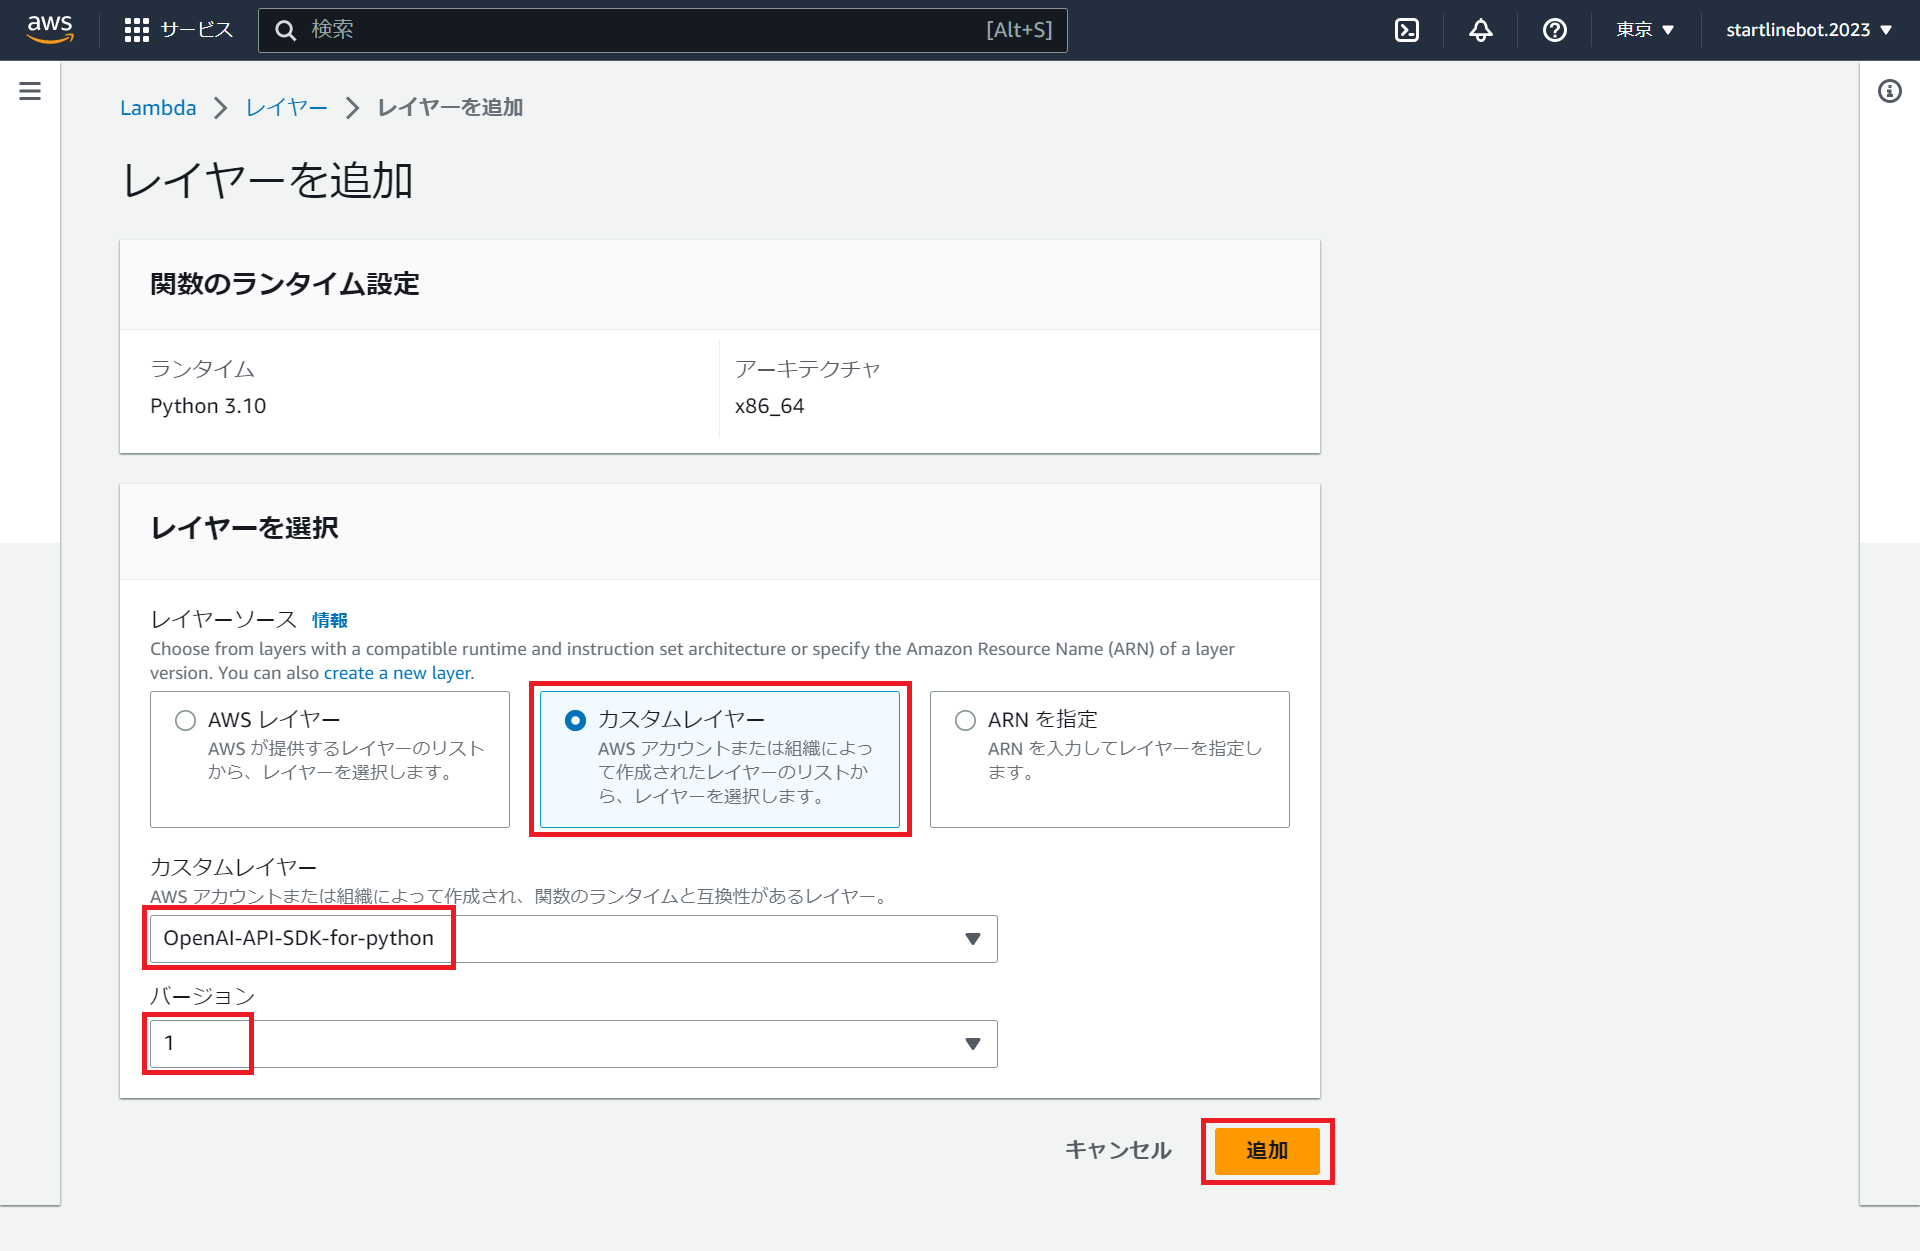 aws
サービス
検索
[Alt+S]
東京
startlinebot.2023
Lambda
レイヤー
レイヤーを追加
レイヤーを追加
関数のランタイム設定
ランタイム
Python 3.10
アーキテクチャ
x86_64
レイヤーを選択
レイヤーソース 情報
Choose from layers with a compatible runtime and instruction set architecture or specify the Amazon Resource Name (ARN) of a layer
version. You can also create a new layer.
AWS レイヤー
AWS が提供するレイヤーのリスト
から、レイヤーを選択します。
カスタムレイヤー
AWS アカウントまたは組織によっ
て作成されたレイヤーのリストか
ら、レイヤーを選択します。
ARN を指定
ARN を入力してレイヤーを指定し
ます。
カスタムレイヤー
AWS アカウントまたは組織によって作成され、関数のランタイムと互換性があるレイヤー。
OpenAI-API-SDK-for-python
バージョン
1
キャンセル
追加